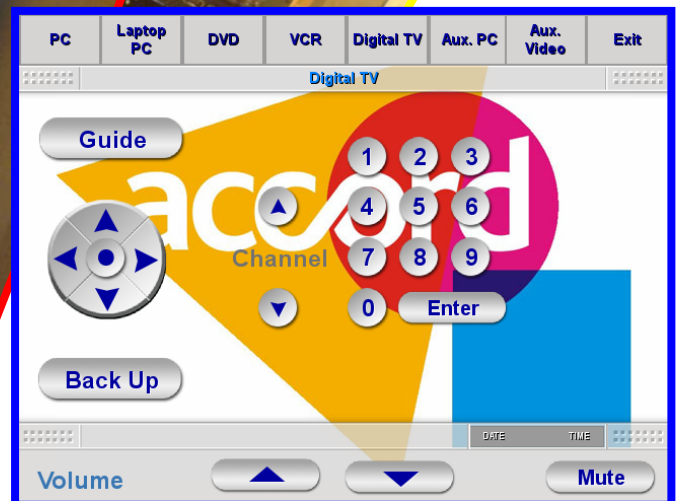 PC
Laptop
PC
DVD
VCR
Digital TV
Aux. PC
Aux.
Video
Exit
Digital TV
Guide
1 2 3
accord
4 5 6
Channel
7 8 9
0 Enter
Back Up
DATE TIME
Volume
Mute